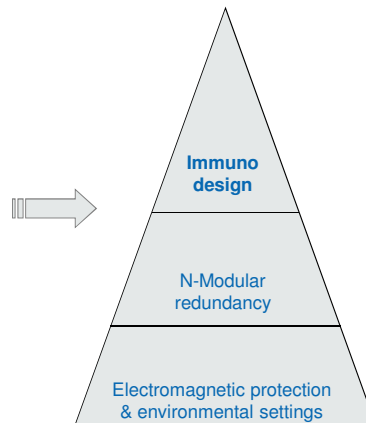 Immuno
design
N-Modular
redundancy
Electromagnetic protection
& environmental settings